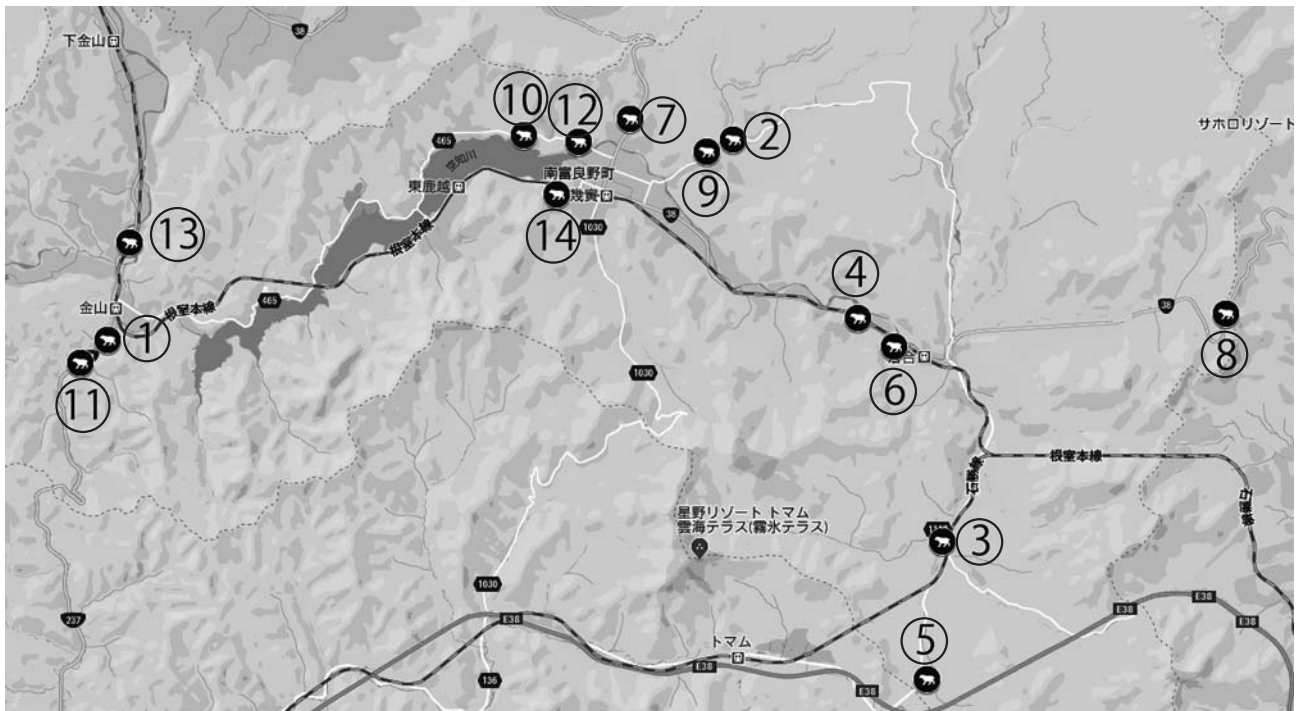 38
下金山
サホロリゾート
⑩
⑫
⑦
②
465
空知川
南富良野町
東鹿越
幾寅
⑨
38
⑭
1030
⑬
根室本線
④
金山
465
根室本線
38
①
⑧
⑥
⑪
1030
根室本線
石勝線
星野リゾート トマム
雲海テラス(霧氷テラス)
③
1030
237
E38
E38
E38
トマム
⑤
E38
E38
136